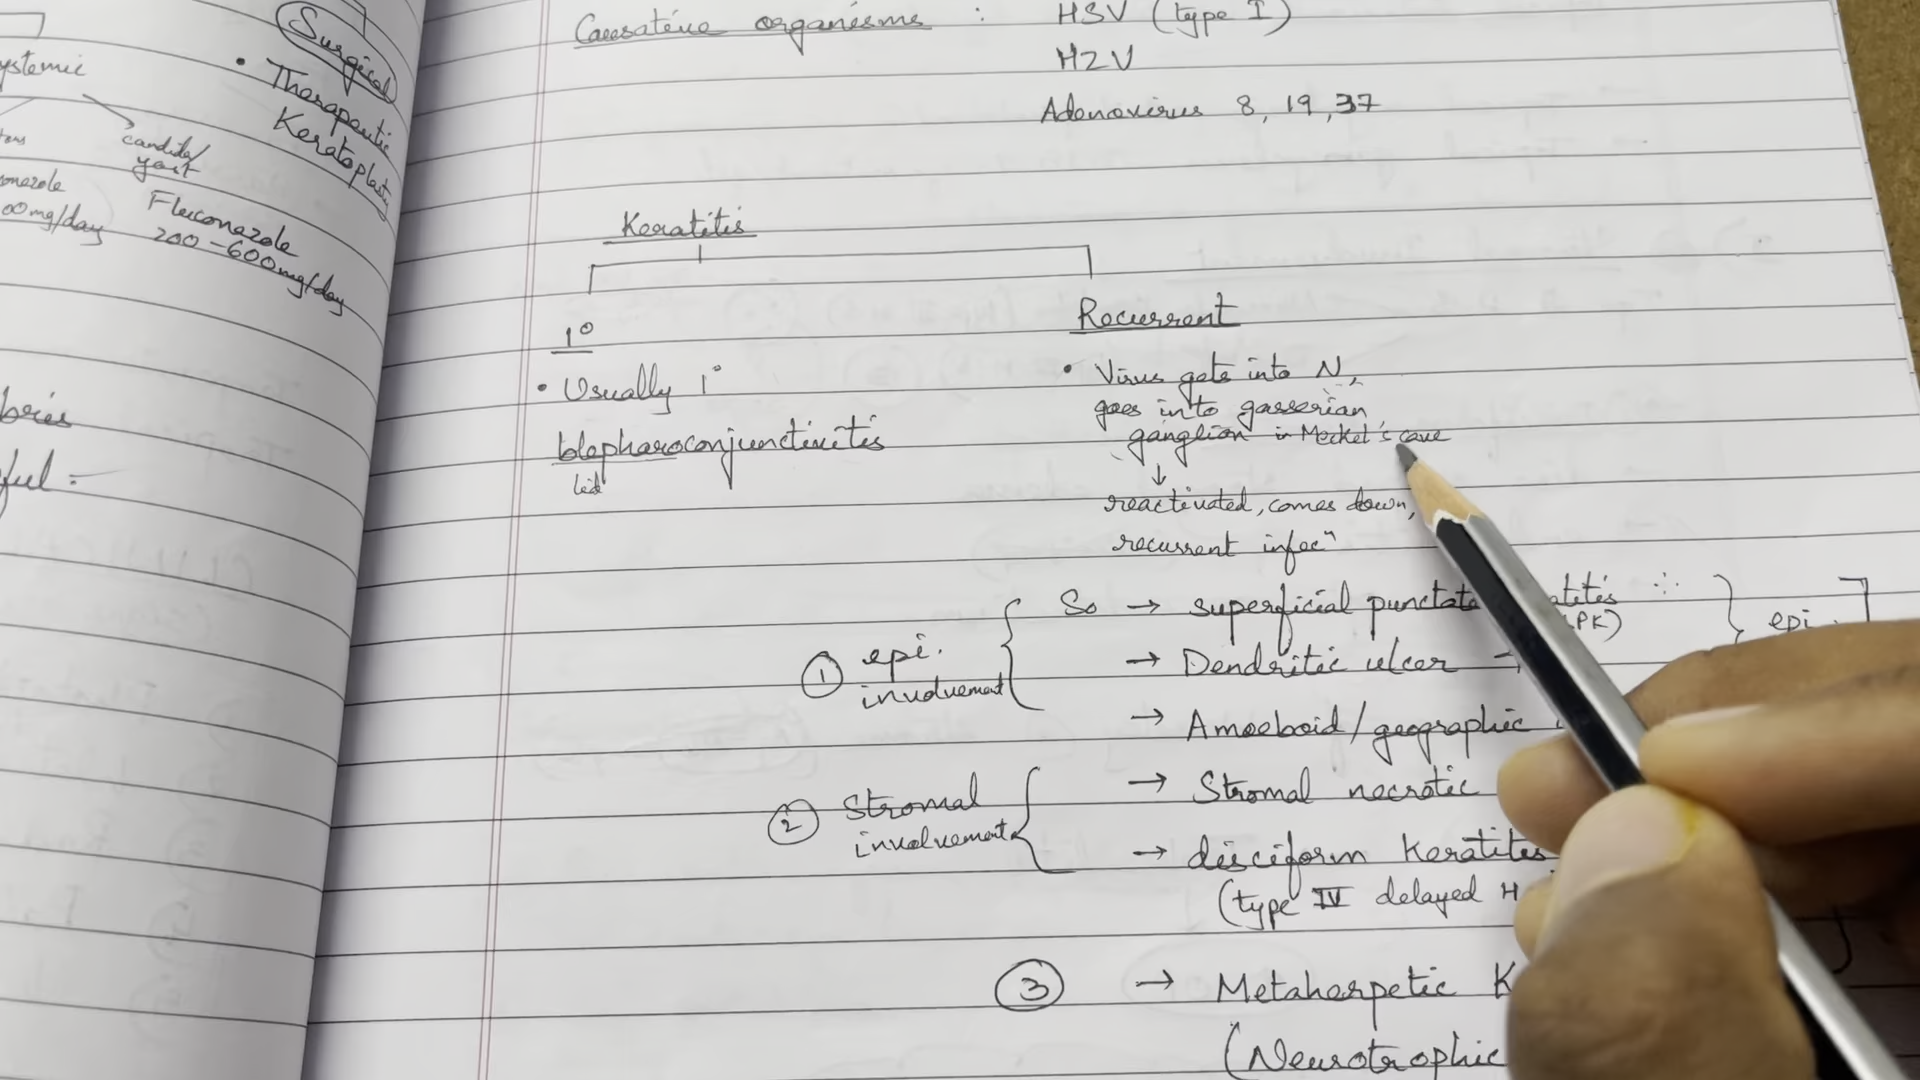 Surgical
• Therapeutic
Keratoplasty
candida/
yeast
Fluconazole
200-600mg/day
00mg/day
Causative organisms : HSV (type I)
HZV
Adenovirus 8, 19, 37
Keratitis
1°
• Usually 1°
blepharoconjunctivitis
lid
Recurrent
• Virus gets into N,
goes into gasserian
ganglion in Meckel's cave
↓
reactivated, comes down,
recurrent infecⁿ
① epi. involvement
So → superficial punctate
PK)
epi
→ Dendritic ulcer →
→ Amoeboid/geographic
② Stromal involvement
→ Stromal necrotic
→ disciform Keratitis
(type IV delayed H
③ → Metaherpetic K
(Neurotrophic